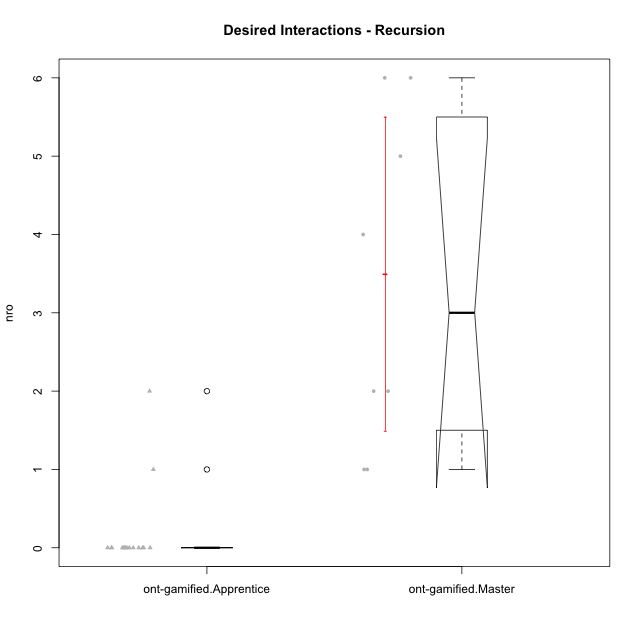 Desired Interactions - Recursion
6
5
4
3
2
1
0
nro
ont-gamified.Apprentice
ont-gamified.Master